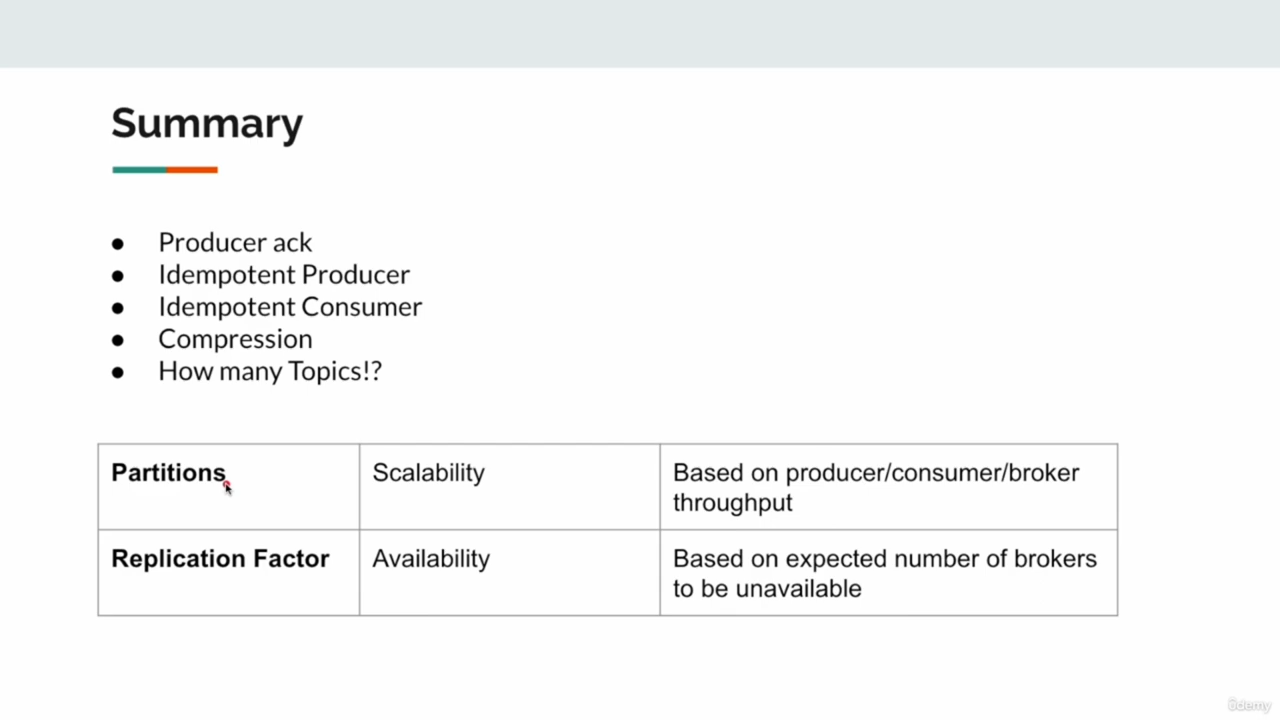 Summary
● Producer ack
● Idempotent Producer
● Idempotent Consumer
● Compression
● How many Topics!?
Partitions
Scalability
Based on producer/consumer/broker
throughput
Replication Factor
Availability
Based on expected number of brokers
to be unavailable
ûdemy